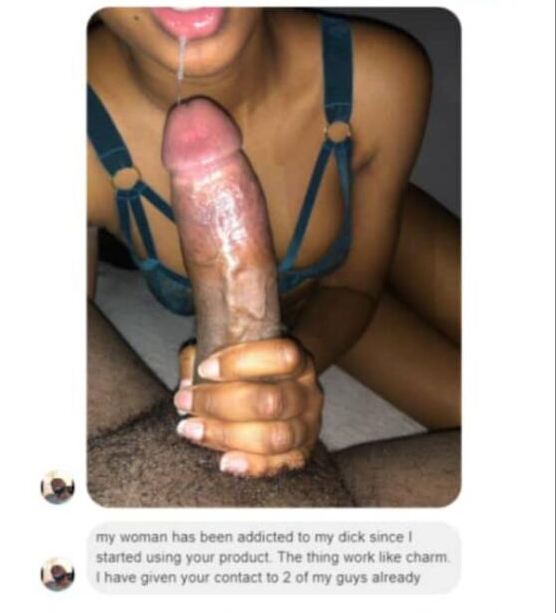 my woman has been addicted to my dick since I
started using your product. The thing work like charm.
I have given your contact to 2 of my guys already